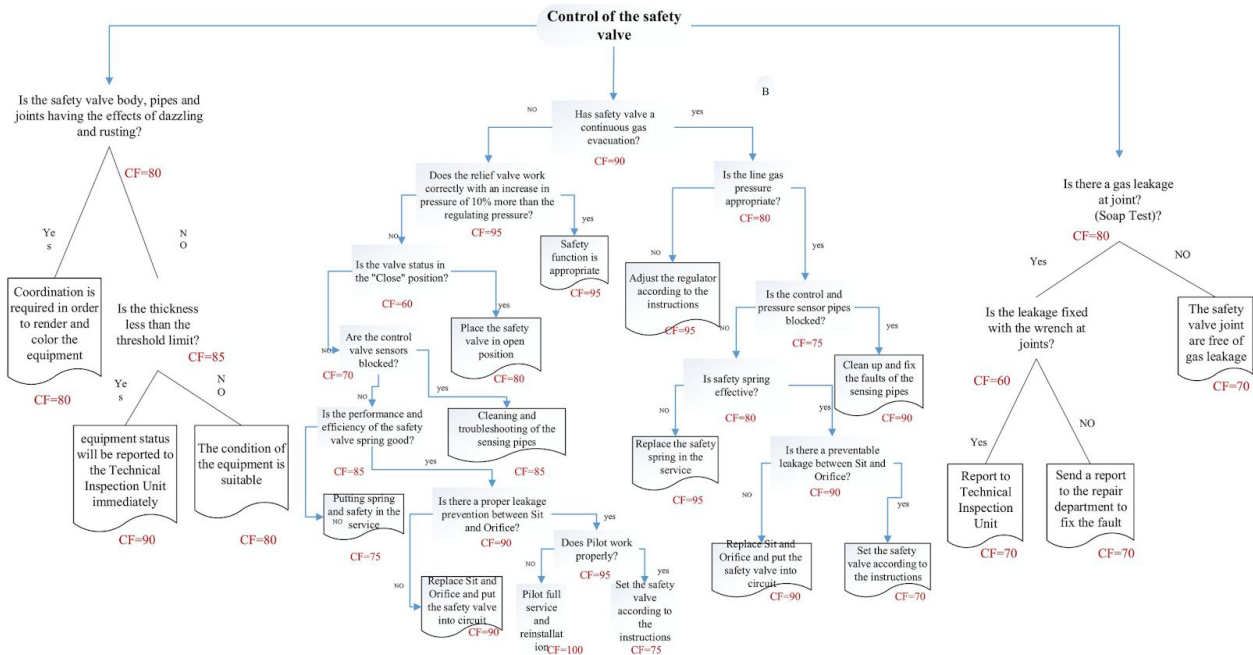 Control of the safety
valve
Is the safety valve body, pipes and
joints having the effects of dazzling
and rusting?
CF=80
Ye
s
N
O
Coordination is
required in order
to render and
color the
equipment
CF=80
Is the thickness
less than the
threshold limit?
CF=85
Ye
s
N
O
equipment status
will be reported to
the Technical
Inspection Unit
immediately
CF=90
The condition of
the equipment is
suitable
CF=80
B
Has safety valve a
continuous gas
evacuation?
CF=90
NO
yes
Does the relief valve work
correctly with an increase in
pressure of 10% more than the
regulating pressure?
CF=95
NO
yes
Safety
function is
appropriate
CF=95
Is the valve status in
the "Close" position?
CF=60
NO
yes
Place the safety
valve in open
position
CF=80
Are the control
valve sensors
blocked?
CF=70
NO
yes
Cleaning and
troubleshooting of the
sensing pipes
CF=85
Is the performance and
efficiency of the safety
valve spring good?
CF=85
NO
yes
Putting spring
and safety in the
service
CF=75
Is there a proper leakage
prevention between Sit
and Orifice?
CF=90
NO
yes
Replace Sit and
Orifice and put
the safety valve
into circuit
CF=90
Does Pilot work
properly?
CF=95
NO
yes
Pilot full
service
and
reinstallat
ion
CF=100
Set the safety
valve
according to
the
instructions
CF=75
Is the line gas
pressure
appropriate?
CF=80
NO
yes
Adjust the regulator
according to the
instructions
CF=95
Is the control and
pressure sensor pipes
blocked?
CF=75
NO
yes
Clean up and fix
the faults of the
sensing pipes
CF=90
Is safety spring
effective?
CF=80
NO
yes
Replace the safety
spring in the
service
CF=95
Is there a preventable
leakage between Sit and
Orifice?
CF=90
NO
yes
Replace Sit and
Orifice and put the
safety valve into
circuit
CF=90
Set the safety
valve according to
the instructions
CF=70
Is there a gas leakage
at joint?
(Soap Test)?
CF=80
Yes
NO
Is the leakage fixed
with the wrench at
joints?
CF=60
The safety
valve joint
are free of
gas leakage
CF=70
Yes
NO
Report to
Technical
Inspection
Unit
CF=70
Send a report
to the repair
department to
fix the fault
CF=70